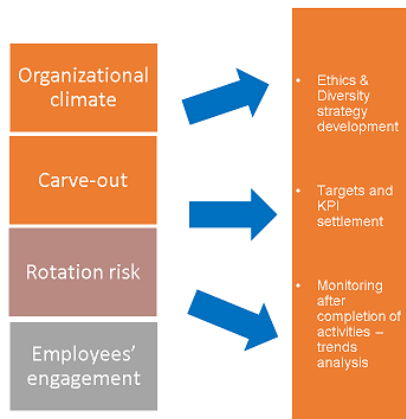 Organizational
climate
Carve-out
Rotation risk
Employees'
engagement
• Ethics &
Diversity
strategy
development
• Targets and
KPI
settlement
• Monitoring
after
completion of
activities –
trends
analysis